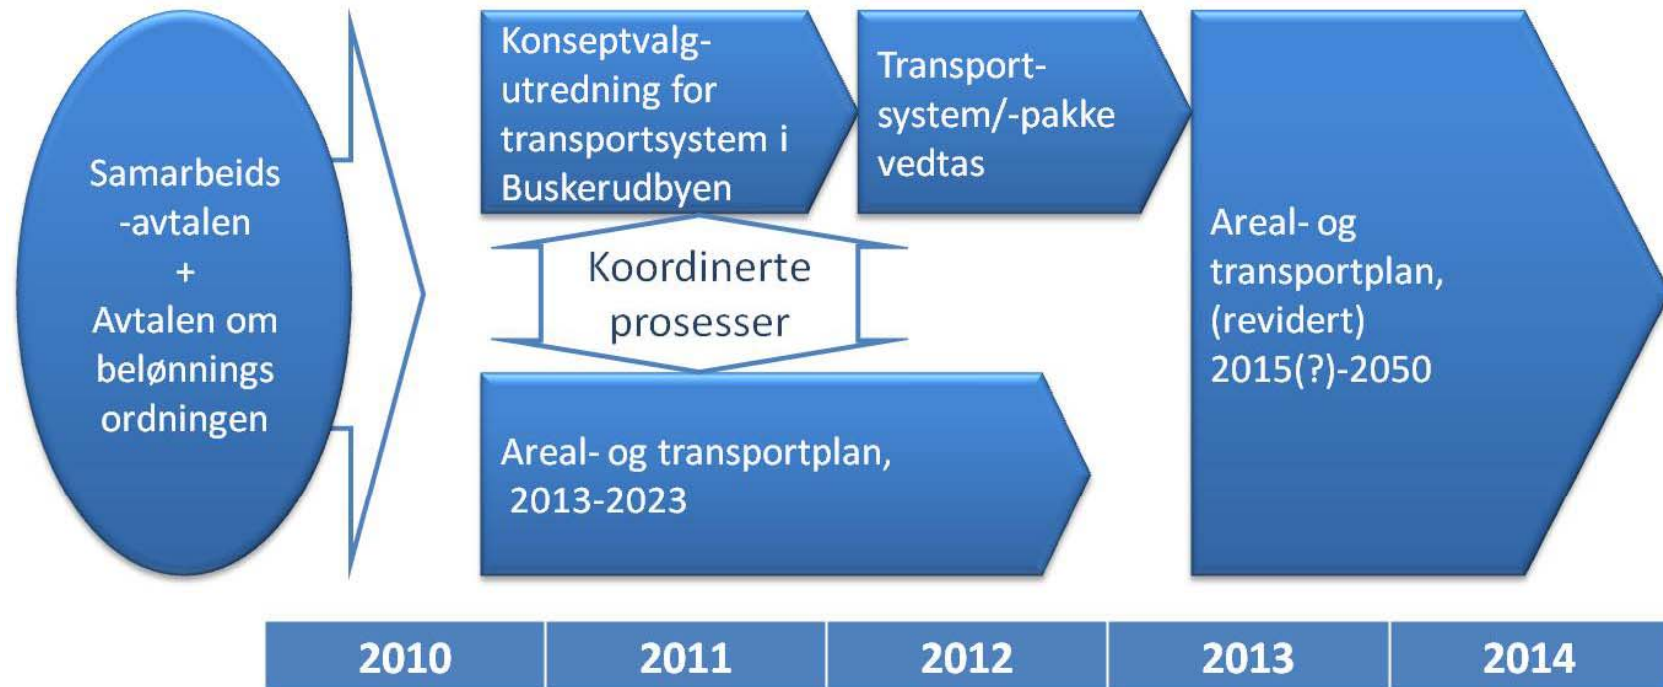 Samarbeids
-avtalen
+
Avtalen om
belønnings
ordningen
Konseptvalg-
utredning for
transportsystem i
Buskerudbyen
Transport-
system/-pakke
vedtas
Koordinerte
prosesser
Areal- og transportplan,
2013-2023
Areal- og
transportplan,
(revidert)
2015(?)-2050
2010 2011 2012 2013 2014